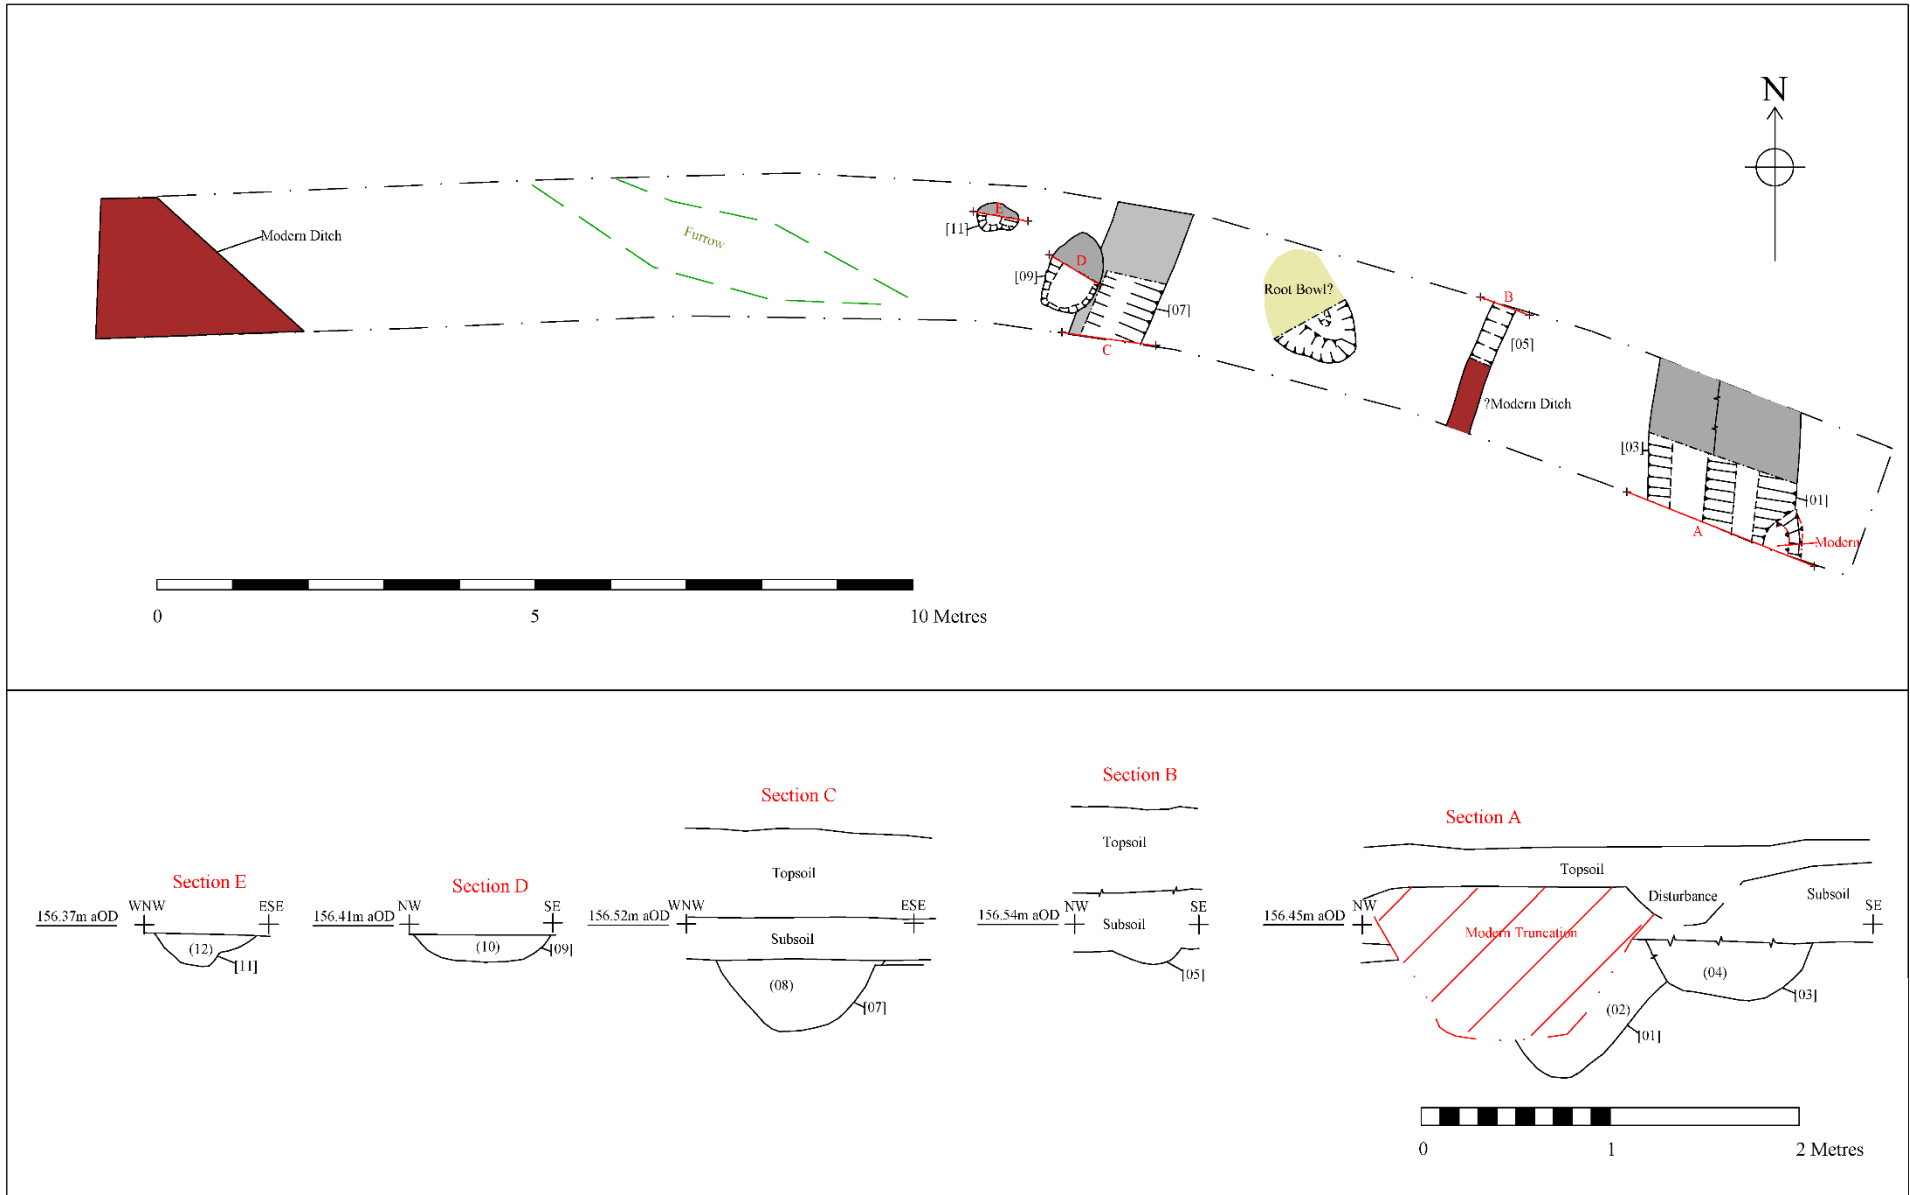 N
Modern Ditch
Furrow
E
[11]
D
[09]
[07]
C
Root Bowl?
B
[05]
?Modern Ditch
[03]
[01]
A
Modern
0
5
10 Metres
Section E
WNW
ESE
156.37m aOD
(12)
[11]
Section D
NW
SE
156.41m aOD
(10)
[09]
Section C
Topsoil
WNW
ESE
156.52m aOD
Subsoil
(08)
[07]
Section B
Topsoil
NW
SE
156.54m aOD
Subsoil
[05]
Section A
Topsoil
Disturbance
Subsoil
NW
SE
156.45m aOD
Modern Truncation
(04)
[03]
(02)
[01]
0
1
2 Metres